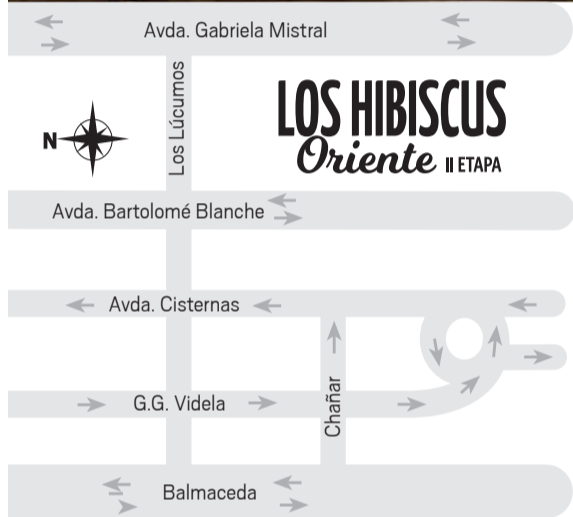 Avda. Gabriela Mistral
Los Lúcumos
N
LOS HIBISCUS
Oriente II ETAPA
Avda. Bartolomé Blanche
Avda. Cisternas
G.G. Videla
Chañar
Balmaceda